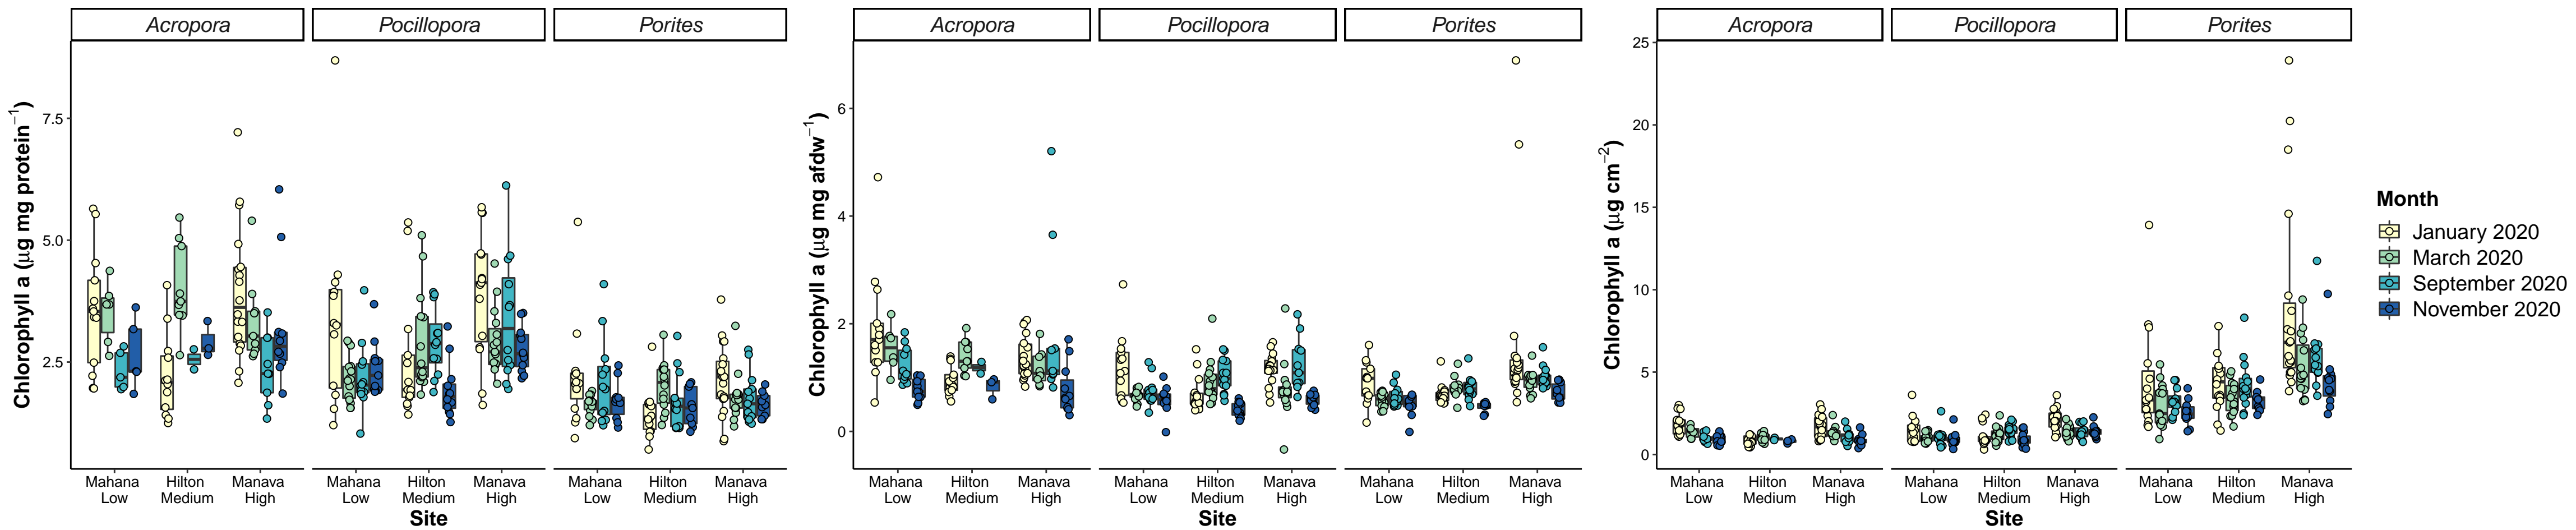 Acropora
Pocillopora
Porites
Chlorophyll a (μg mg protein⁻¹)
7.5
5.0
2.5
Mahana
Low
Hilton
Medium
Manava
High
Mahana
Low
Hilton
Medium
Manava
High
Mahana
Low
Hilton
Medium
Manava
High
Site
Acropora
Pocillopora
Porites
Chlorophyll a (μg mg afdw⁻¹)
6
4
2
0
Mahana
Low
Hilton
Medium
Manava
High
Mahana
Low
Hilton
Medium
Manava
High
Mahana
Low
Hilton
Medium
Manava
High
Site
Acropora
Pocillopora
Porites
Chlorophyll a (μg cm⁻²)
25
20
15
10
5
0
Mahana
Low
Hilton
Medium
Manava
High
Mahana
Low
Hilton
Medium
Manava
High
Mahana
Low
Hilton
Medium
Manava
High
Site
Month
January 2020
March 2020
September 2020
November 2020